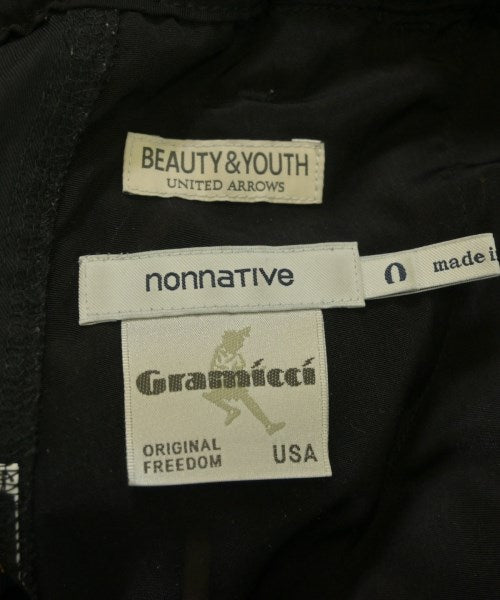 BEAUTY&YOUTH
UNITED ARROWS
nonnative
0 made i
Gramicci
ORIGINAL
FREEDOM
USA